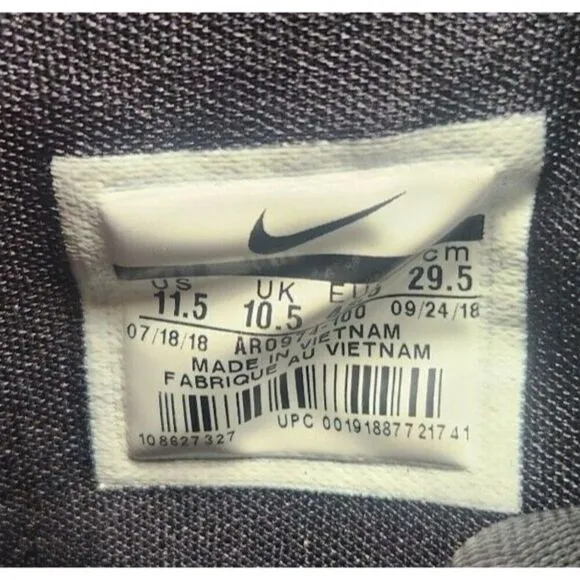 US UK cm
11.5 10.5 29.5
07/18/18 09/24/18
MADE IN VIETNAM
FABRIQUE AU VIETNAM
108627327 UPC 00191887721741